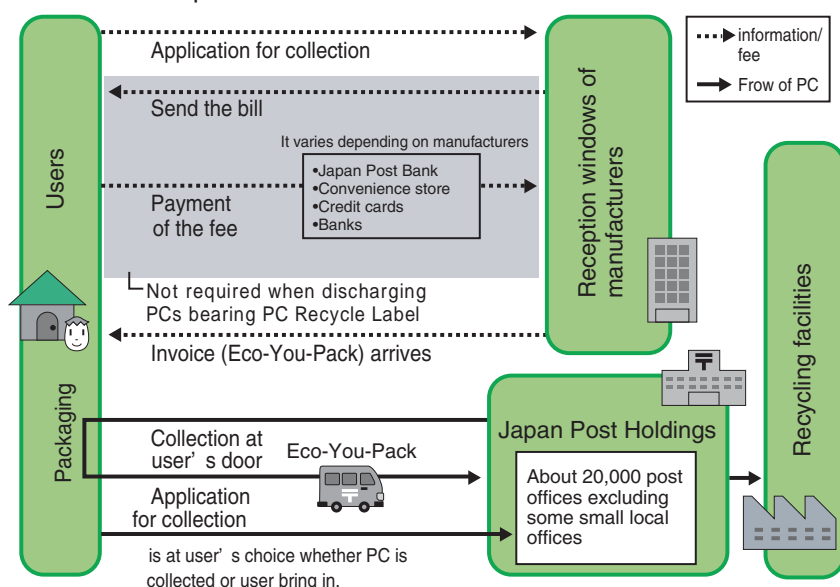 Application for collection
Send the bill
It varies depending on manufacturers
•Japan Post Bank
•Convenience store
•Credit cards
•Banks
Payment
of the fee
Not required when discharging
PCs bearing PC Recycle Label
Invoice (Eco-You-Pack) arrives
Users
Packaging
Reception windows of
manufacturers
information/
fee
Frow of PC
Recycling facilities
Collection at
user’ s door
Eco-You-Pack
〒
Application
for collection
is at user’ s choice whether PC is
collected or user bring in.
〒
Japan Post Holdings
About 20,000 post
offices excluding
some small local
offices